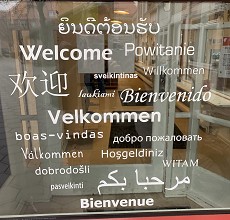 ຍິນດີຕ້ອນຮັບ
Welcome Powitanie
欢迎 sveikintinas Willkommen
laukiami Bienvenido
Velkommen
boas-vindas добро пожаловать
Välkommen Hoşgeldiniz
dobrodošli WITAM
pasveikinti مرحبا بكم
Bienvenue